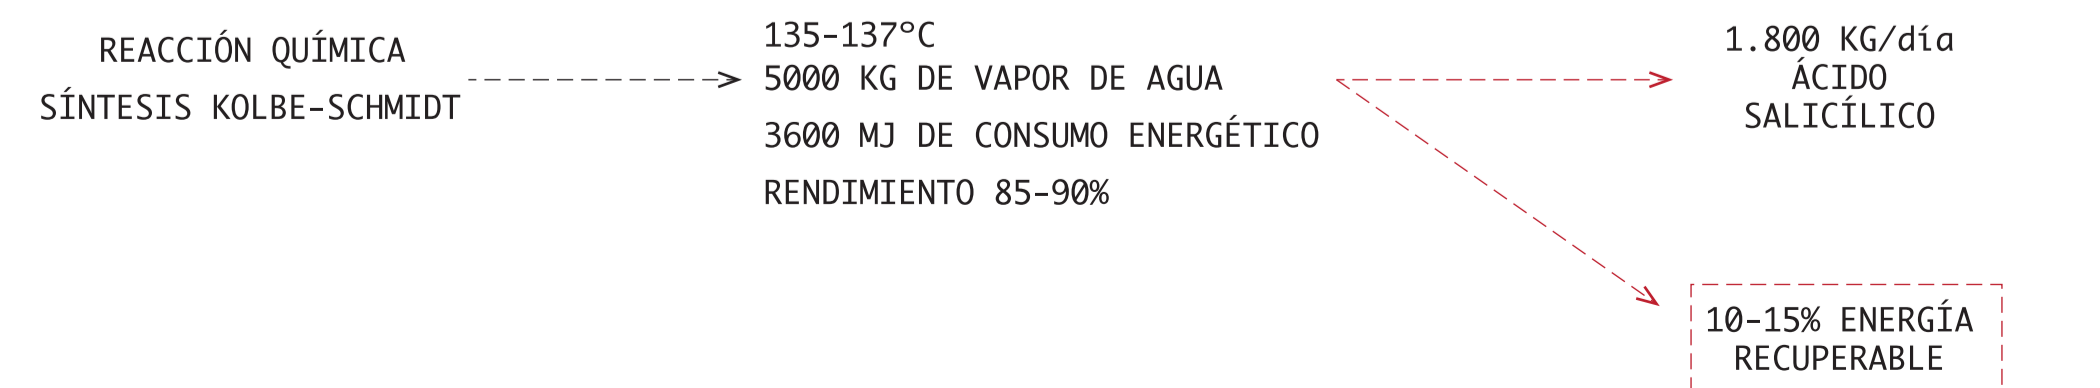 REACCIÓN QUÍMICA
SÍNTESIS KOLBE-SCHMIDT
135-137ºC
5000 KG DE VAPOR DE AGUA
3600 MJ DE CONSUMO ENERGÉTICO
RENDIMIENTO 85-90%
1.800 KG/día
ÁCIDO
SALICÍLICO
10-15% ENERGÍA
RECUPERABLE